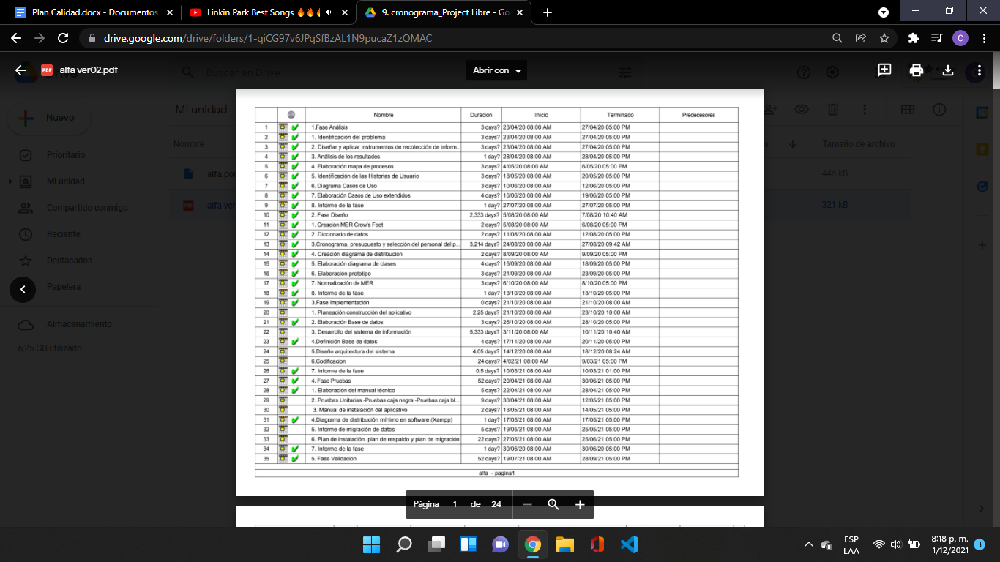 Plan Calidad.docx - Documentos
Linkin Park Best Songs 🔥🔥
9. cronograma_Project Libre - Go
drive.google.com/drive/folders/1-qiCG97v6JPqSfBzAL1N9pucaZ1zQMAC
C
PDF alfa ver02.pdf
Buscar en Drive
Abrir con
Nuevo
Mi unidad
Nombre
Tamaño de archivo
Prioritario
alfa.po
446 kB
Mi unidad
PDF alfa ver
321 kB
Compartido conmigo
Reciente
Destacados
Papelera
Almacenamiento
6,25 GB utilizado
Nombre Duracion Inicio Terminado Predecesores
1 1.Fase Análisis 3 days? 23/04/20 08:00 AM 27/04/20 05:00 PM
2 1. Identificación del problema 3 days? 23/04/20 08:00 AM 27/04/20 05:00 PM
3 2. Diseñar y aplicar instrumentos de recolección de inform... 3 days? 23/04/20 08:00 AM 27/04/20 05:00 PM
4 3. Análisis de los resultados 1 day? 28/04/20 08:00 AM 28/04/20 05:00 PM
5 4. Elaboración mapa de procesos 3 days? 4/05/20 08:00 AM 6/05/20 05:00 PM
6 5. Identificación de las Historias de Usuario 3 days? 18/05/20 08:00 AM 20/05/20 05:00 PM
7 6. Diagrama Casos de Uso 3 days? 10/06/20 08:00 AM 12/06/20 05:00 PM
8 7. Elaboración Casos de Uso extendidos 4 days? 16/06/20 08:00 AM 19/06/20 05:00 PM
9 8. Informe de la fase 1 day? 27/07/20 08:00 AM 27/07/20 05:00 PM
10 2. Fase Diseño 2,333 days? 5/08/20 08:00 AM 7/08/20 10:40 AM
11 1. Creación MER Crow's Foot 2 days? 5/08/20 08:00 AM 6/08/20 05:00 PM
12 2. Diccionario de datos 2 days? 11/08/20 08:00 AM 12/08/20 05:00 PM
13 3.Cronograma, presupuesto y selección del personal del p... 3,214 days? 24/08/20 08:00 AM 27/08/20 09:42 AM
14 4. Creación diagrama de distribución 2 days? 8/09/20 08:00 AM 9/09/20 05:00 PM
15 5. Elaboración diagrama de clases 4 days? 15/09/20 08:00 AM 18/09/20 05:00 PM
16 6. Elaboración prototipo 3 days? 21/09/20 08:00 AM 23/09/20 05:00 PM
17 7. Normalización de MER 3 days? 6/10/20 08:00 AM 8/10/20 05:00 PM
18 8. Informe de la fase 1 day? 13/10/20 08:00 AM 13/10/20 05:00 PM
19 3.Fase Implementación 0 days? 21/10/20 08:00 AM 21/10/20 08:00 AM
20 1. Planeación construcción del aplicativo 2,25 days? 21/10/20 08:00 AM 23/10/20 10:00 AM
21 2. Elaboración Base de datos 3 days? 26/10/20 08:00 AM 28/10/20 05:00 PM
22 3. Desarrollo del sistema de información 5,333 days? 3/11/20 08:00 AM 10/11/20 10:40 AM
23 4.Definición Base de datos 4 days? 17/11/20 08:00 AM 20/11/20 05:00 PM
24 5.Diseño arquitectura del sistema 4,05 days? 14/12/20 08:00 AM 18/12/20 08:24 AM
25 6.Codificacion 24 days? 4/02/21 08:00 AM 9/03/21 05:00 PM
26 7. Informe de la fase 0,5 days? 10/03/21 08:00 AM 10/03/21 01:00 PM
27 4. Fase Pruebas 52 days? 20/04/21 08:00 AM 30/06/21 05:00 PM
28 1. Elaboración del manual técnico 5 days? 22/04/21 08:00 AM 28/04/21 05:00 PM
29 2. Pruebas Unitarias -Pruebas caja negra -Pruebas caja bl... 9 days? 30/04/21 08:00 AM 12/05/21 05:00 PM
30 3. Manual de instalación del aplicativo 2 days? 13/05/21 08:00 AM 14/05/21 05:00 PM
31 4.Diagrama de distribución mínimo en software (Xampp) 1 day? 17/05/21 08:00 AM 17/05/21 05:00 PM
32 5. Informe de migración de datos 5 days? 19/05/21 08:00 AM 25/05/21 05:00 PM
33 6. Plan de instalación. plan de respaldo y plan de migración 22 days? 27/05/21 08:00 AM 25/06/21 05:00 PM
34 7. Informe de la fase 1 day? 30/06/20 08:00 AM 30/06/20 05:00 PM
35 5. Fase Validacion 52 days? 19/07/21 08:00 AM 28/09/21 05:00 PM
alfa - pagina1
Página 1 de 24
ESP
LAA
8:18 p. m.
1/12/2021
3